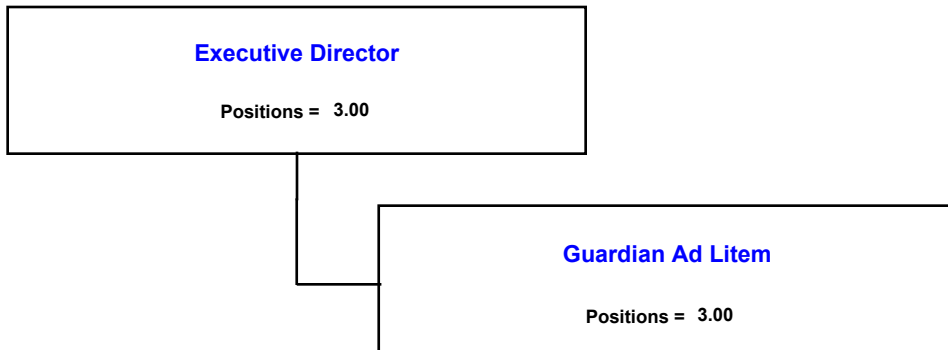 Executive Director
Positions = 3.00
Guardian Ad Litem
Positions = 3.00